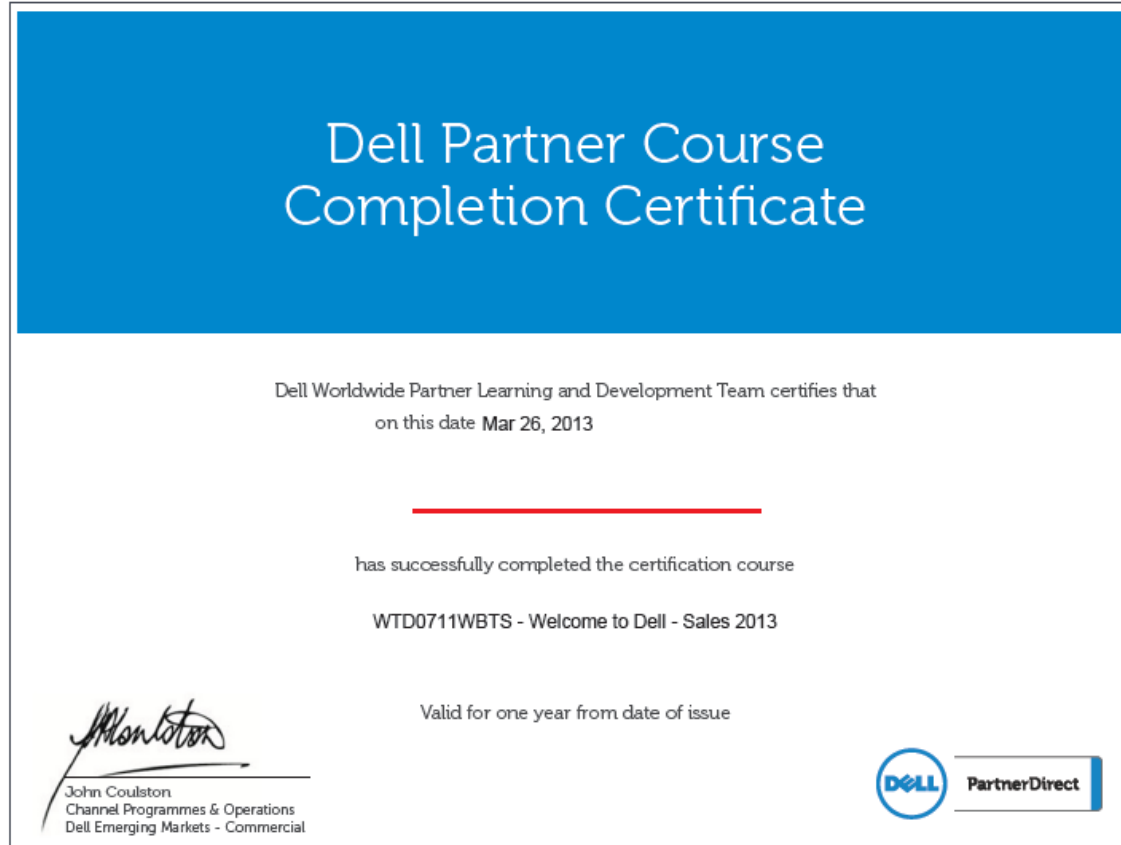 Dell Partner Course
Completion Certificate
Dell Worldwide Partner Learning and Development Team certifies that
on this date Mar 26, 2013
has successfully completed the certification course
WTD0711WBTS - Welcome to Dell - Sales 2013
Valid for one year from date of issue
John Coulston
Channel Programmes & Operations
Dell Emerging Markets - Commercial
DELL PartnerDirect